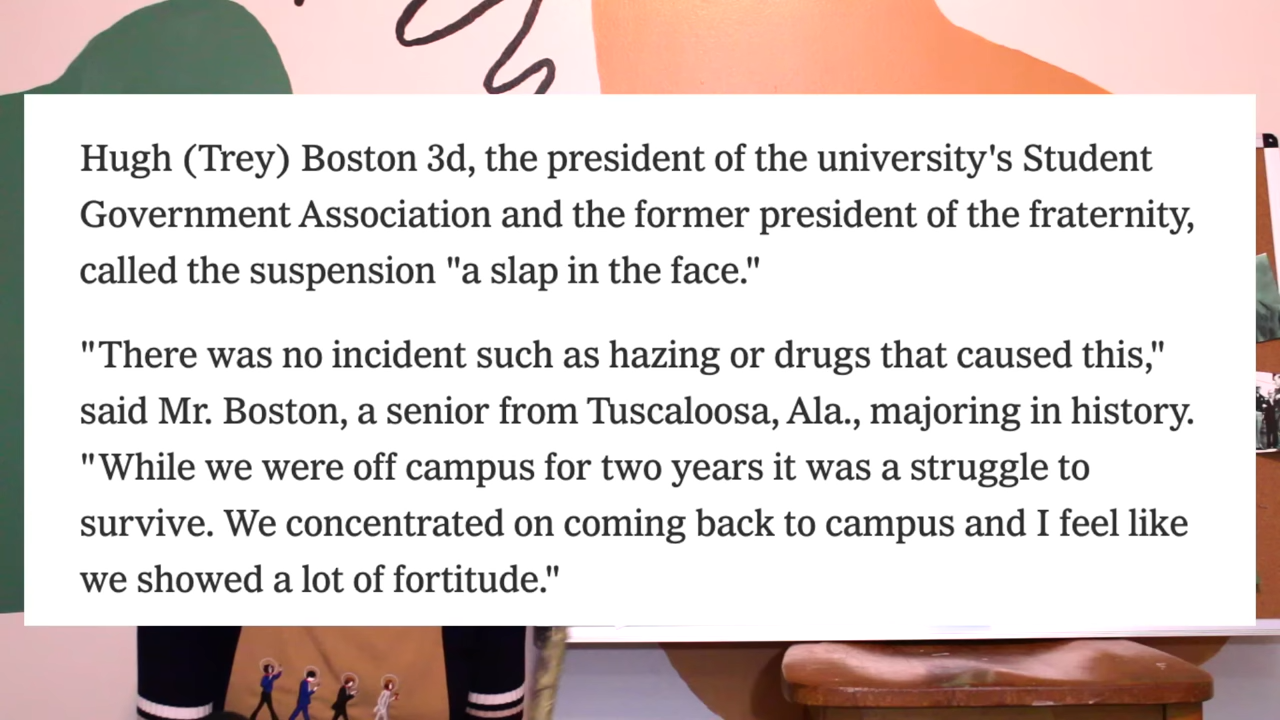 Hugh (Trey) Boston 3d, the president of the university's Student
Government Association and the former president of the fraternity,
called the suspension "a slap in the face."
"There was no incident such as hazing or drugs that caused this,"
said Mr. Boston, a senior from Tuscaloosa, Ala., majoring in history.
"While we were off campus for two years it was a struggle to
survive. We concentrated on coming back to campus and I feel like
we showed a lot of fortitude."